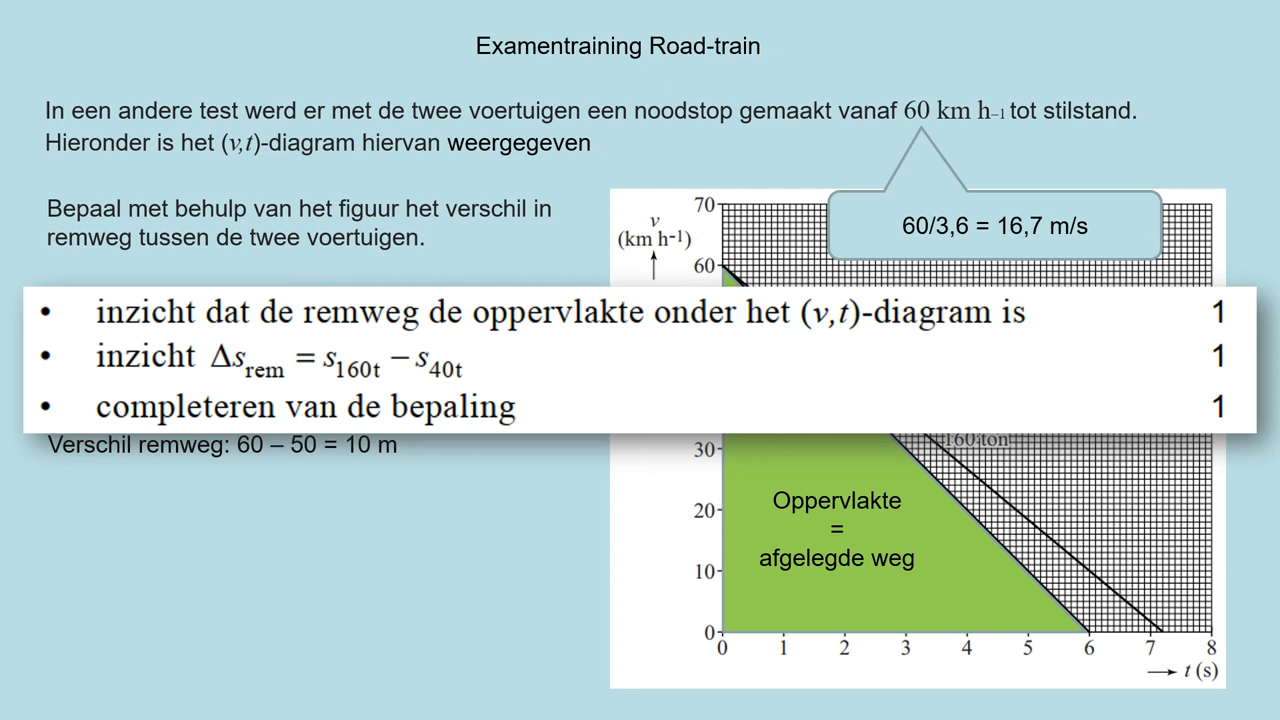 Examentraining Road-train
In een andere test werd er met de twee voertuigen een noodstop gemaakt vanaf 60 km h–1 tot stilstand.
Hieronder is het (v,t)-diagram hiervan weergegeven
Bepaal met behulp van het figuur het verschil in
remweg tussen de twee voertuigen.
60/3,6 = 16,7 m/s
• inzicht dat de remweg de oppervlakte onder het (v,t)-diagram is 1
• inzicht Δs_rem = s_160t − s_40t 1
• completeren van de bepaling 1
Verschil remweg: 60 – 50 = 10 m
v
(km h-1)
70
60
30
20
10
0
160 ton
Oppervlakte
=
afgelegde weg
0 1 2 3 4 5 6 7 8
t (s)